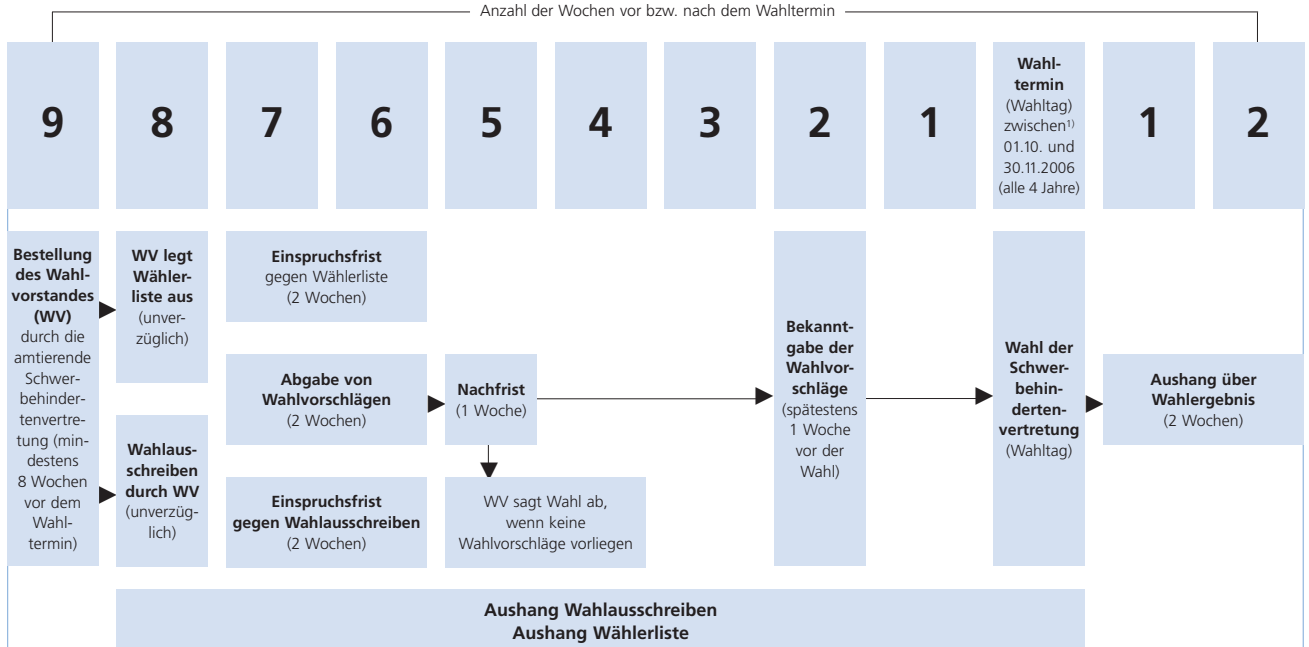 Anzahl der Wochen vor bzw. nach dem Wahltermin
9
8
7
6
5
4
3
2
1
Wahl-
termin
(Wahltag)
zwischen¹⁾
01.10. und
30.11.2006
(alle 4 Jahre)
1
2
Bestellung
des Wahl-
vorstandes
(WV)
durch die
amtierende
Schwer-
behinder-
tenvertre-
tung (min-
destens
8 Wochen
vor dem
Wahl-
termin)
WV legt
Wähler-
liste aus
(unver-
züglich)
Wahlaus-
schreiben
durch WV
(unverzüg-
lich)
Einspruchsfrist
gegen Wählerliste
(2 Wochen)
Abgabe von
Wahlvorschlägen
(2 Wochen)
Einspruchsfrist
gegen Wahlausschreiben
(2 Wochen)
Nachfrist
(1 Woche)
WV sagt Wahl ab,
wenn keine
Wahlvorschläge vorliegen
Bekannt-
gabe der
Wahlvor-
schläge
(spätestens
1 Woche
vor der
Wahl)
Wahl der
Schwer-
behin-
derten-
vertretung
(Wahltag)
Aushang über
Wahlergebnis
(2 Wochen)
Aushang Wahlausschreiben
Aushang Wählerliste